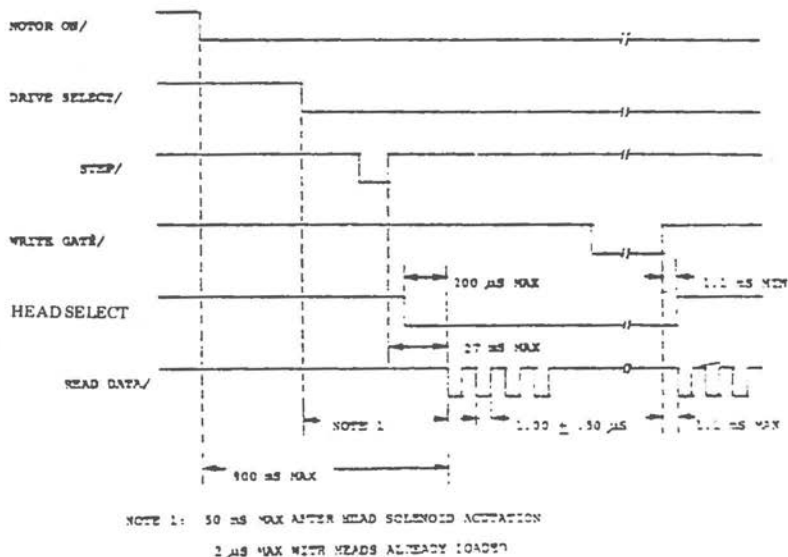 MOTOR ON/
DRIVE SELECT/
STEP/
WRITE GATE/
200 µS MAX
1.1 mS MIN
HEAD SELECT
27 mS MAX
READ DATA/
NOTE 1
1.00 ± .50 µS
1.1 mS MAX
900 mS MAX
NOTE 1: 50 mS MAX AFTER HEAD SOLENOID ACUTATION
2 µS MAX WITH HEADS ALREADY LOADED